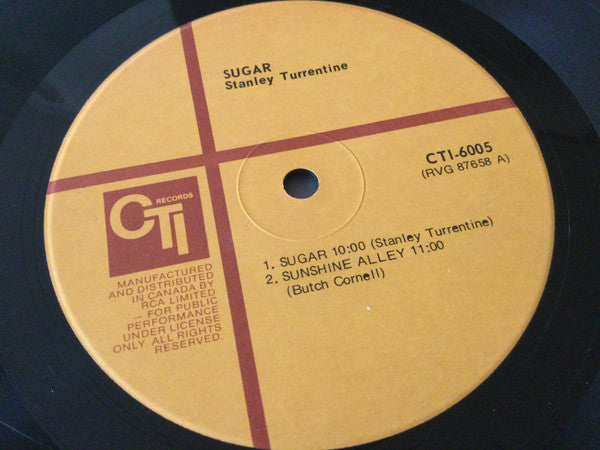 SUGAR
Stanley Turrentine
CTI-6005
(RVG 87658 A)
RECORDS
CTI
MANUFACTURED
AND DISTRIBUTED
IN CANADA BY
RCA LIMITED
— FOR PUBLIC
PERFORMANCE
UNDER LICENSE
ONLY. ALL RIGHTS
RESERVED.
1. SUGAR 10:00 (Stanley Turrentine)
2. SUNSHINE ALLEY 11:00
(Butch Cornell)